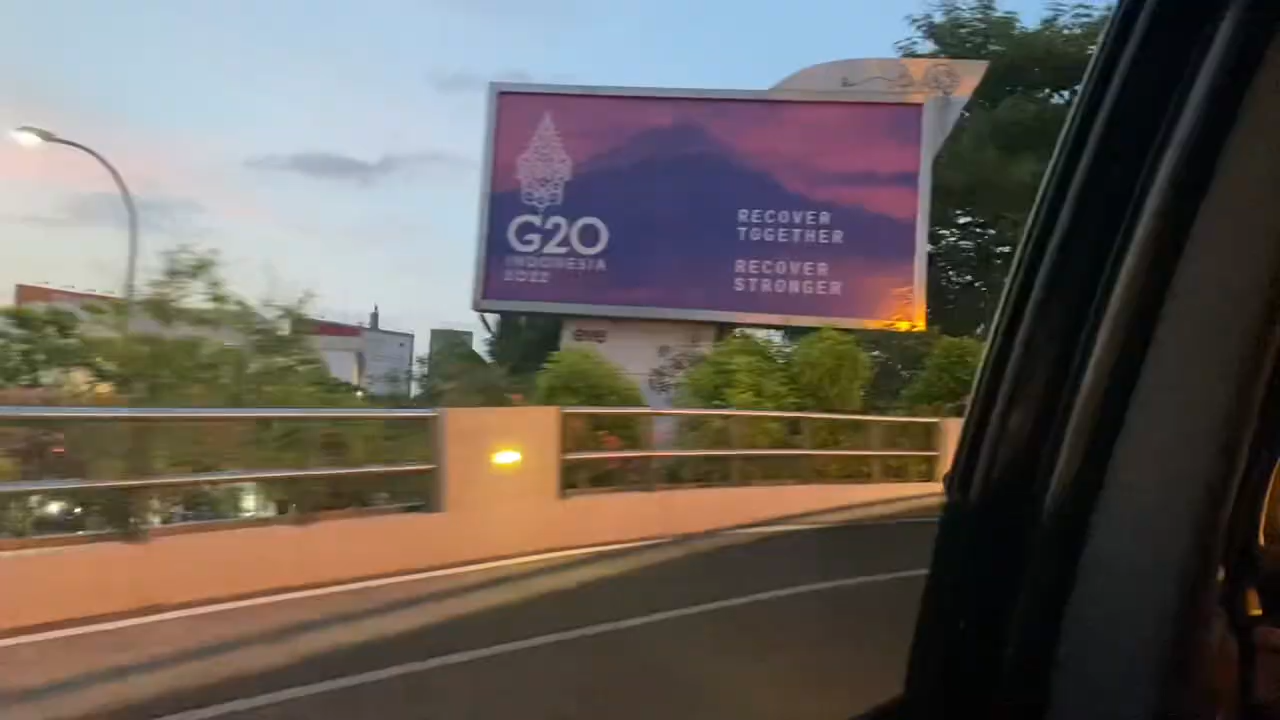 G20
INDONESIA
2022
RECOVER
TOGETHER
RECOVER
STRONGER